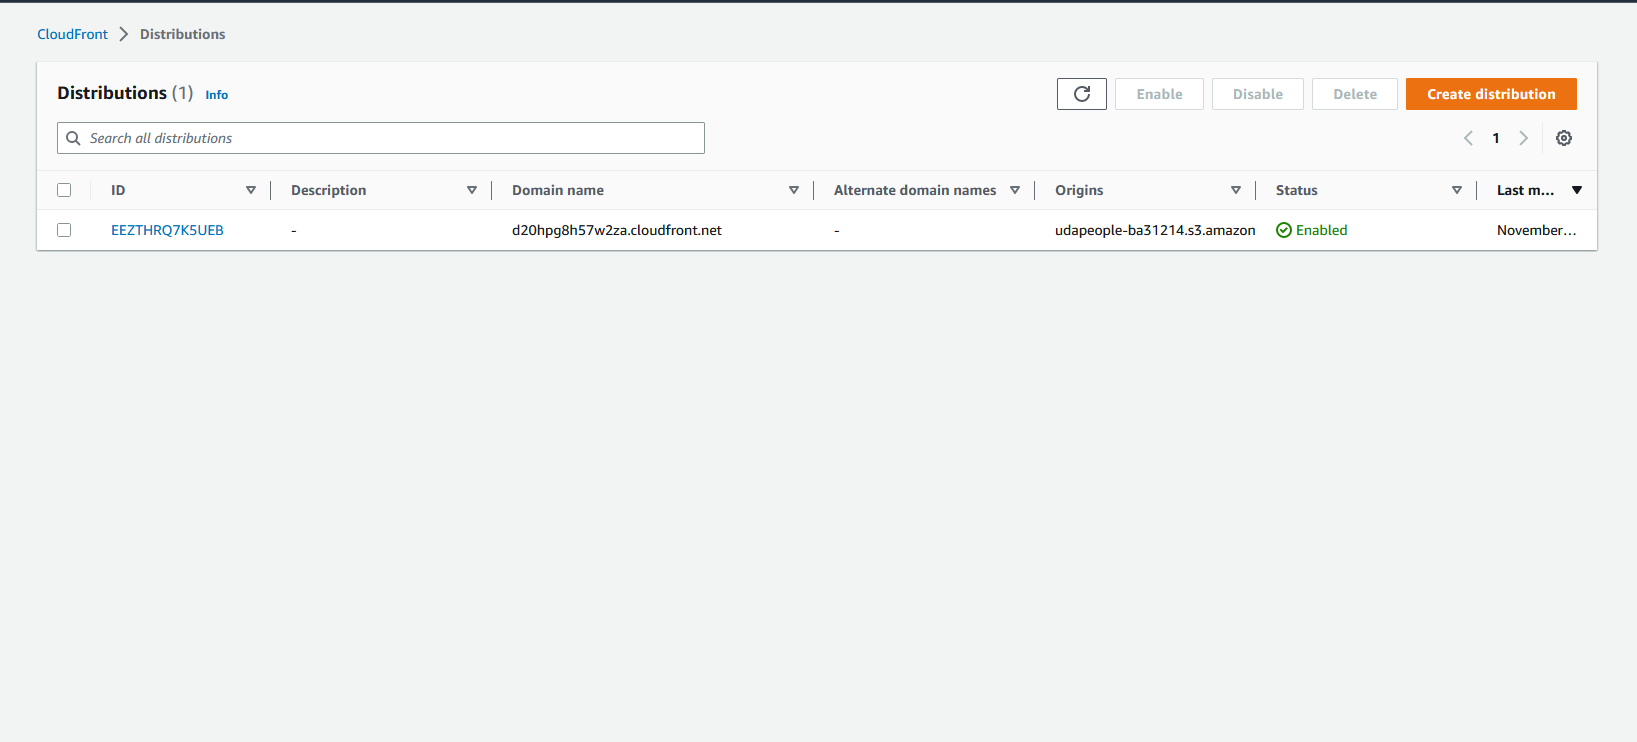 CloudFront Distributions
Distributions (1) Info
Enable Disable Delete Create distribution
Search all distributions
1
ID Description Domain name Alternate domain names Origins Status Last m...
EEZTHRQ7K5UEB - d20hpg8h57w2za.cloudfront.net - udapeople-ba31214.s3.amazon Enabled November...